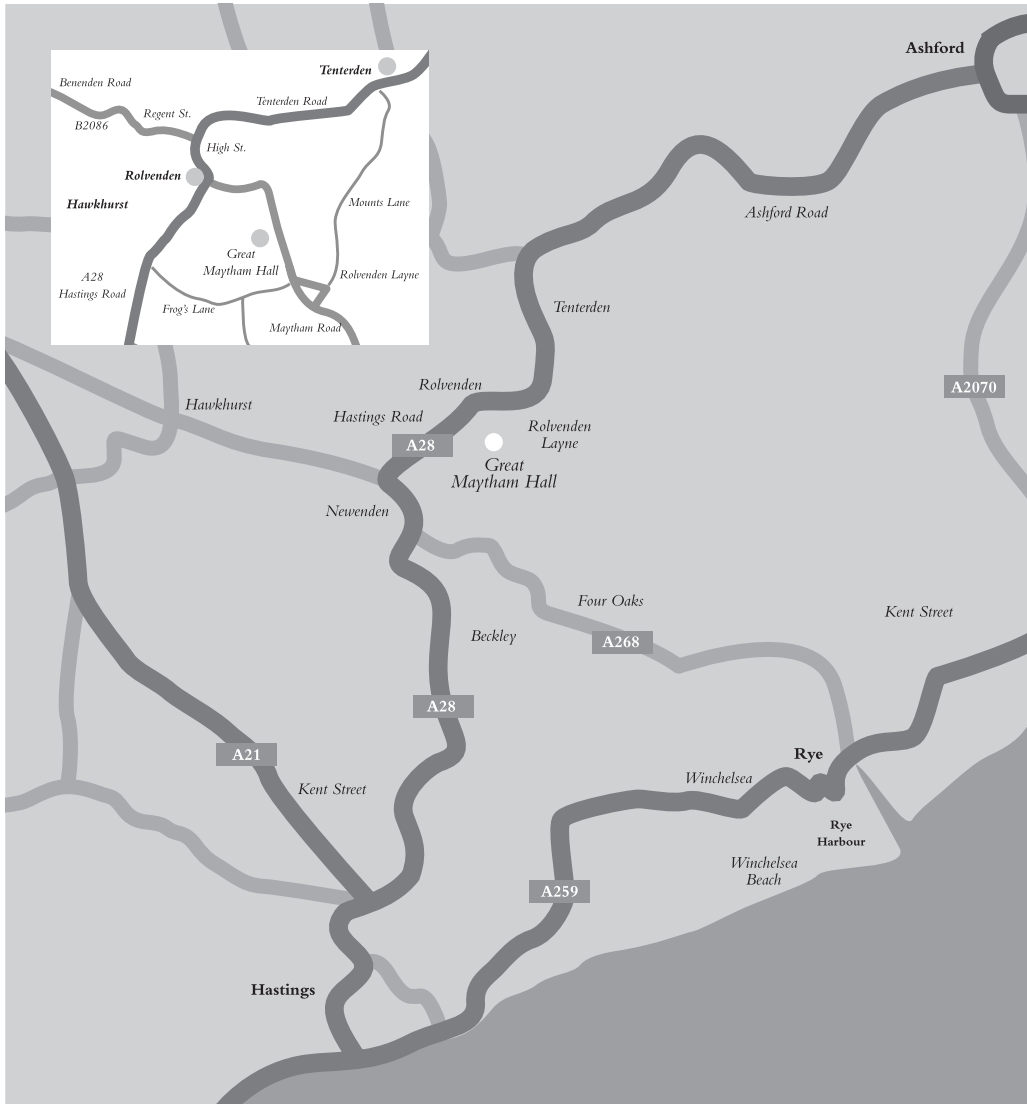 Ashford
Tenterden
Benenden Road
Tenterden Road
Regent St.
B2086
High St.
Rolvenden
Hawkhurst
Mounts Lane
Great
Maytham Hall
A28
Hastings Road
Rolvenden Layne
Frog's Lane
Maytham Road
Ashford Road
Tenterden
Rolvenden
A2070
Hawkhurst
Hastings Road
A28
Rolvenden
Layne
Great
Maytham Hall
Newenden
Four Oaks
A268
Kent Street
Beckley
A28
A21
Kent Street
Rye
Winchelsea
Rye
Harbour
Winchelsea
Beach
A259
Hastings